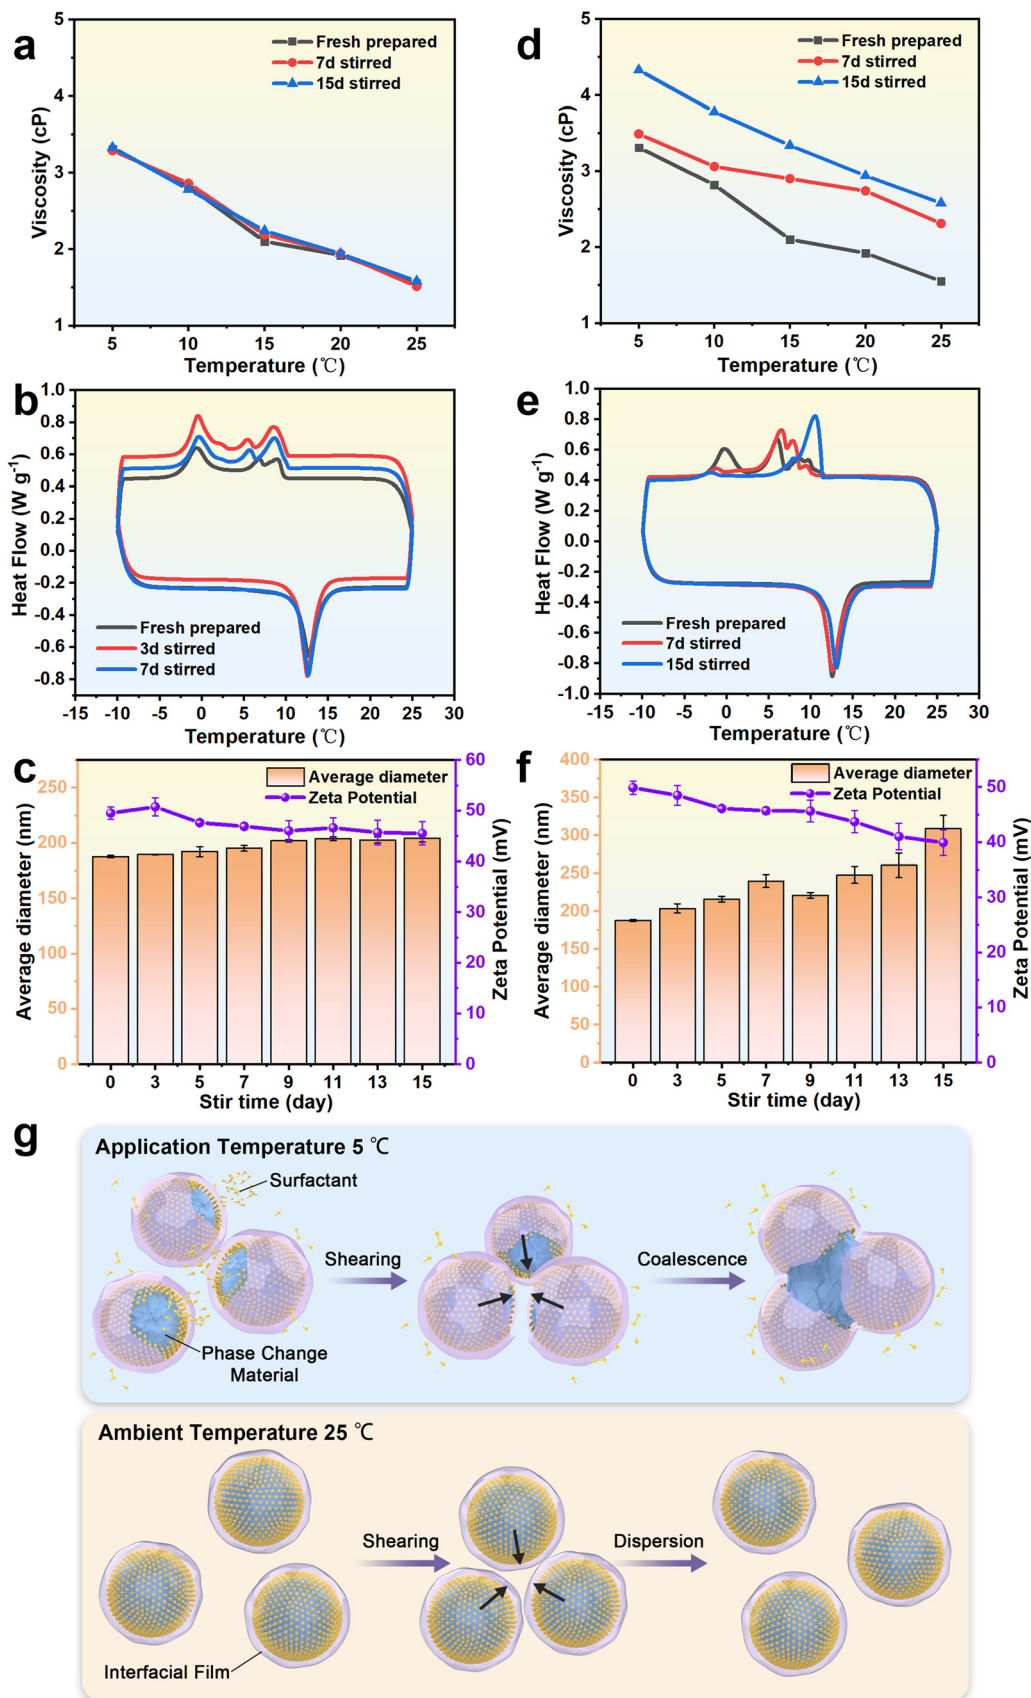 a
5
4
3
2
1
Viscosity (cP)
Fresh prepared
7d stirred
15d stirred
5 10 15 20 25
Temperature (℃)
d
5
4
3
2
1
Viscosity (cP)
Fresh prepared
7d stirred
15d stirred
5 10 15 20 25
Temperature (℃)
b
1.0
0.8
0.6
0.4
0.2
0.0
-0.2
-0.4
-0.6
-0.8
Heat Flow (W g⁻¹)
Fresh prepared
3d stirred
7d stirred
-15 -10 -5 0 5 10 15 20 25 30
Temperature (℃)
e
1.0
0.8
0.6
0.4
0.2
0.0
-0.2
-0.4
-0.6
-0.8
-1.0
Heat Flow (W g⁻¹)
Fresh prepared
7d stirred
15d stirred
-15 -10 -5 0 5 10 15 20 25 30
Temperature (℃)
c
250
200
150
100
50
0
Average diameter (nm)
Average diameter
Zeta Potential
60
50
40
30
20
10
0
Zeta Potential (mV)
0 3 5 7 9 11 13 15
Stir time (day)
f
400
350
300
250
200
150
100
50
0
Average diameter (nm)
Average diameter
Zeta Potential
50
40
30
20
10
0
Zeta Potential (mV)
0 3 5 7 9 11 13 15
Stir time (day)
g
Application Temperature 5 ℃
Surfactant
Phase Change
Material
Shearing
Coalescence
Ambient Temperature 25 ℃
Shearing
Dispersion
Interfacial Film